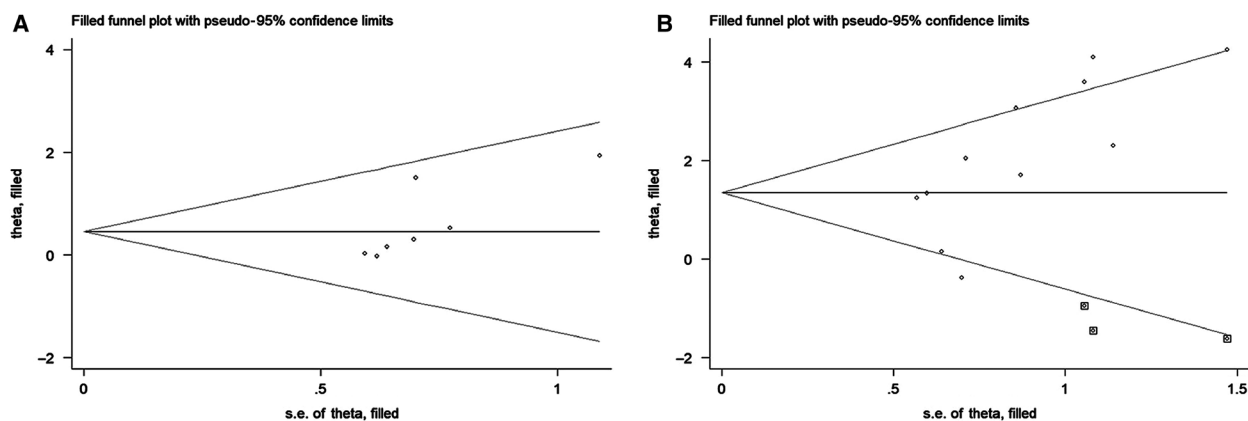 A
Filled funnel plot with pseudo-95% confidence limits
theta, filled
4
2
0
−2
0
.5
1
s.e. of theta, filled
B
Filled funnel plot with pseudo-95% confidence limits
theta, filled
4
2
0
−2
0
.5
1
1.5
s.e. of theta, filled